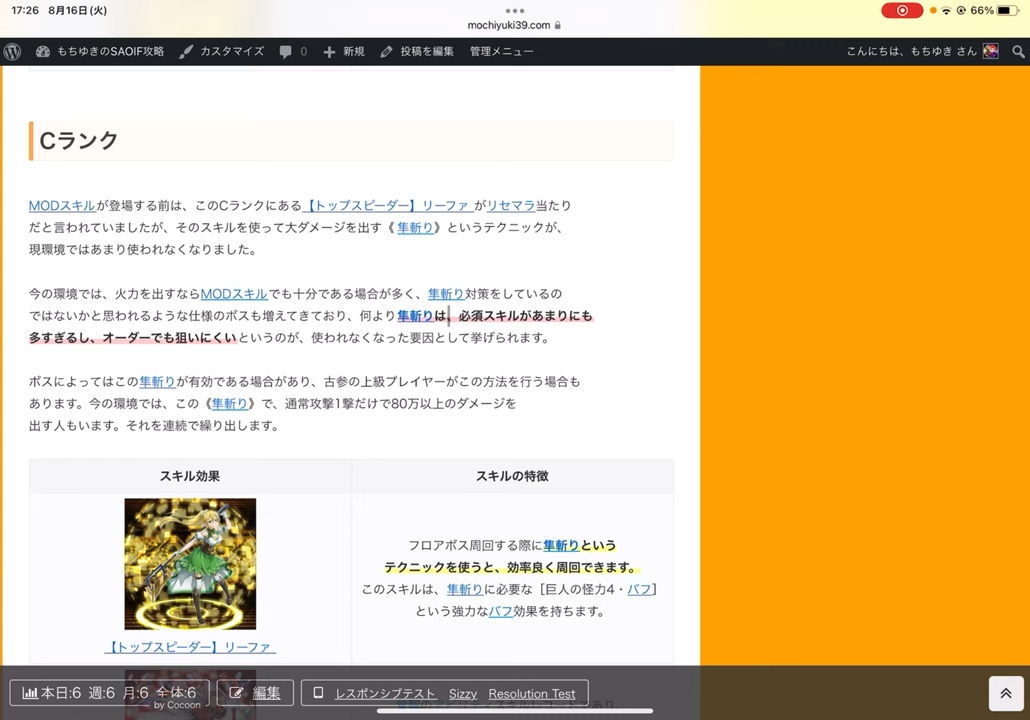 17:26 8月16日(火)
66%
mochiyuki39.com
もちゆきのSAOIF攻略 カスタマイズ 0 新規 投稿を編集 管理メニュー こんにちは、もちゆき さん
Cランク
MODスキルが登場する前は、このCランクにある【トップスピーダー】リーファ がリセマラ当たり
だと言われていましたが、そのスキルを使って大ダメージを出す《 隼斬り》というテクニックが、
現環境ではあまり使われなくなりました。
今の環境では、火力を出すならMODスキルでも十分である場合が多く、隼斬り対策をしているの
ではないかと思われるような仕様のボスも増えてきており、何より隼斬りは、必須スキルがあまりにも
多すぎるし、オーダーでも狙いにくいというのが、使われなくなった要因として挙げられます。
ボスによってはこの隼斬りが有効である場合があり、古参の上級プレイヤーがこの方法を行う場合も
あります。今の環境では、この《隼斬り》で、通常攻撃1撃だけで80万以上のダメージを
出す人もいます。それを連続で繰り出します。
スキル効果 スキルの特徴
フロアボス周回する際に隼斬りという
テクニックを使うと、効率良く周回できます。
このスキルは、隼斬りに必要な［巨人の怪力4・バフ］
という強力なバフ効果を持ちます。
【トップスピーダー】リーファ
本日:6 週:6 月:6 全体:6
by Cocoon
編集
レスポンシブテスト Sizzy Resolution Test